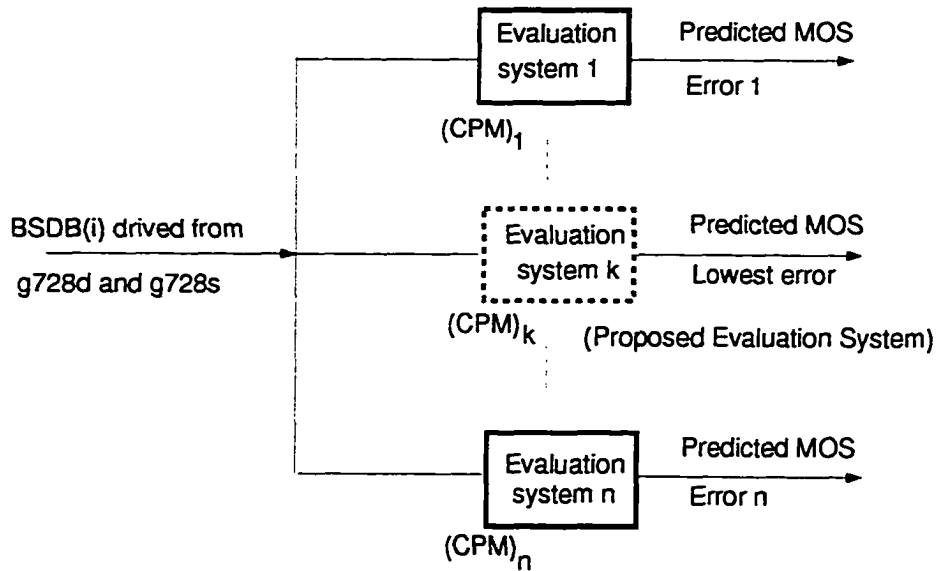 Evaluation
system 1
Predicted MOS
Error 1
(CPM)1
BSDB(i) drived from
g728d and g728s
Evaluation
system k
Predicted MOS
Lowest error
(CPM)k
(Proposed Evaluation System)
Evaluation
system n
Predicted MOS
Error n
(CPM)n